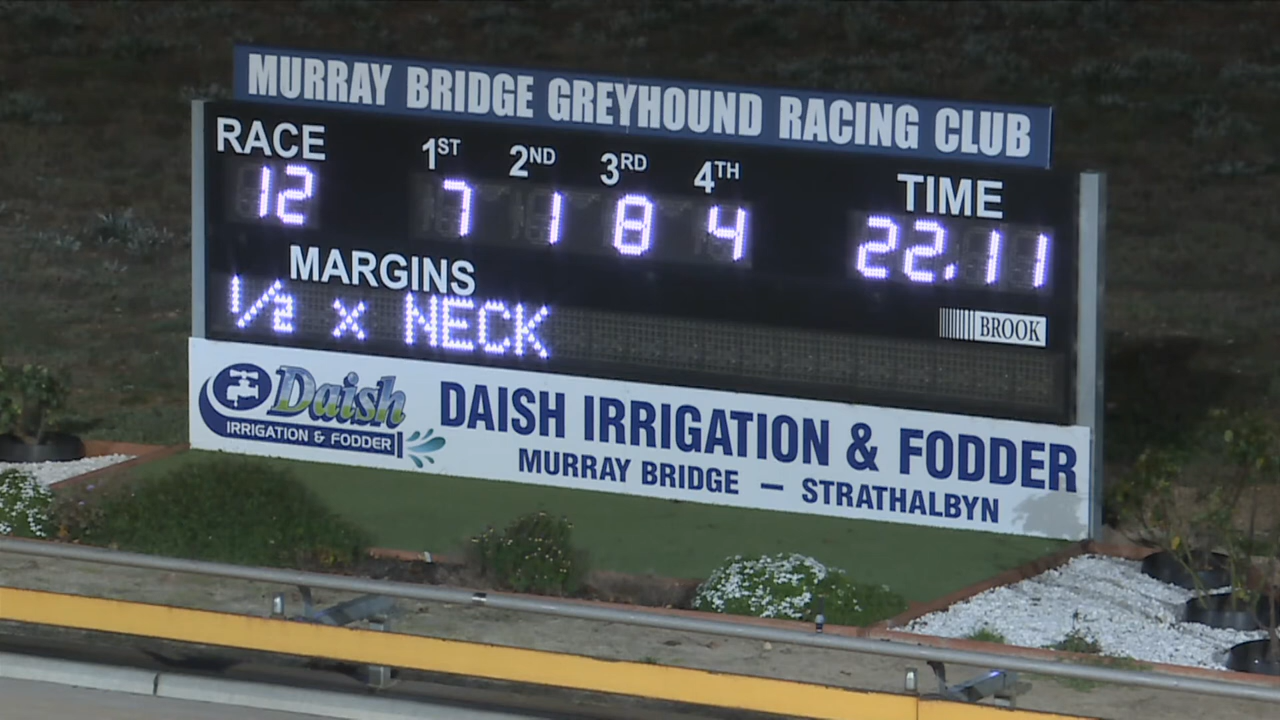 MURRAY BRIDGE GREYHOUND RACING CLUB
RACE 1ST 2ND 3RD 4TH TIME
12 7 1 8 4 22.11
MARGINS
1/2 x NECK
BROOK
Daish
IRRIGATION & FODDER
DAISH IRRIGATION & FODDER
MURRAY BRIDGE – STRATHALBYN